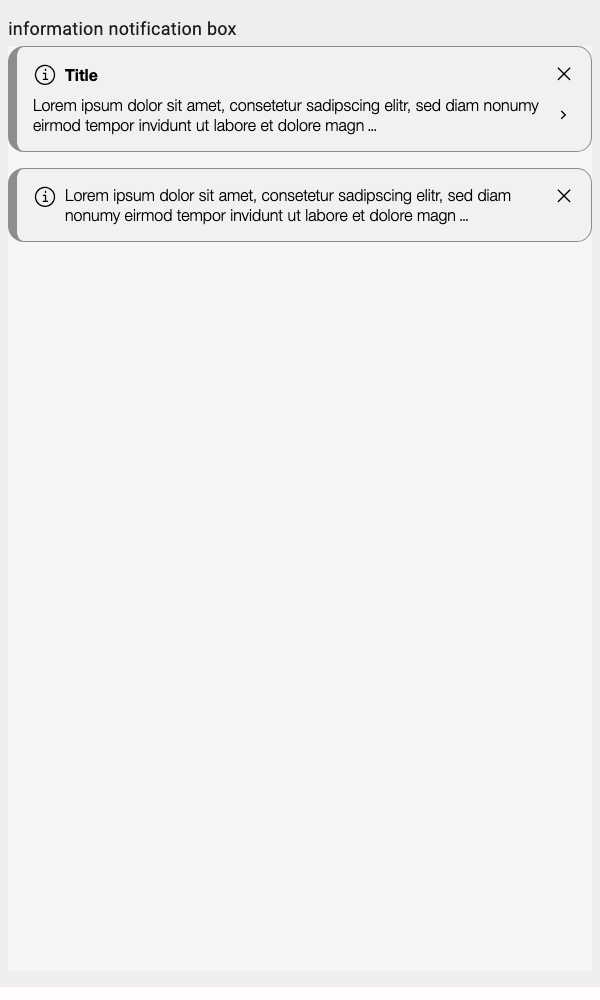 information notification box
Title
Lorem ipsum dolor sit amet, consetetur sadipscing elitr, sed diam nonumy
eirmod tempor invidunt ut labore et dolore magn ...
Lorem ipsum dolor sit amet, consetetur sadipscing elitr, sed diam
nonumy eirmod tempor invidunt ut labore et dolore magn ...